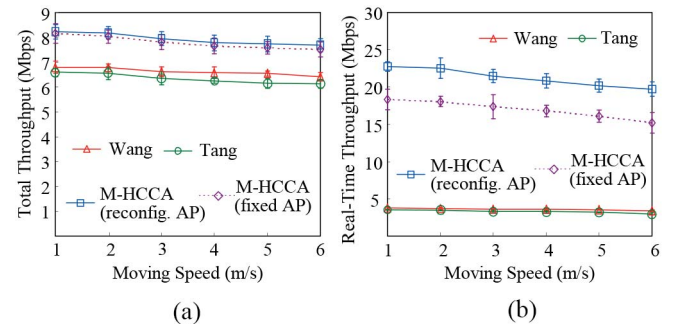 Total Throughput (Mbps)
9
8
7
6
5
4
3
2
1
Wang
Tang
M-HCCA
(reconfig. AP)
M-HCCA
(fixed AP)
1 2 3 4 5 6
Moving Speed (m/s)
(a)
Real-Time Throughput (Mbps)
30
25
20
15
10
5
Wang
Tang
M-HCCA
(reconfig. AP)
M-HCCA
(fixed AP)
1 2 3 4 5 6
Moving Speed (m/s)
(b)